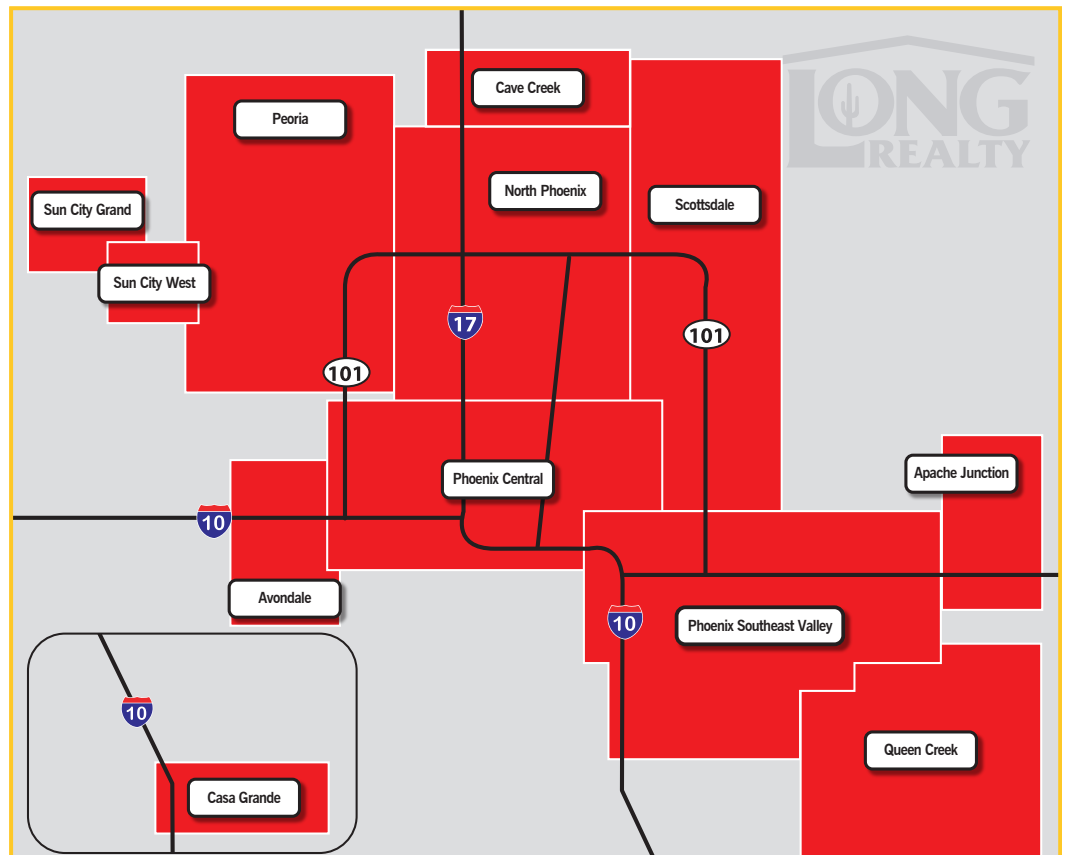 Cave Creek
LONG
REALTY
Peoria
North Phoenix
Scottsdale
Sun City Grand
Sun City West
17
101
101
Phoenix Central
Apache Junction
10
Avondale
10
Phoenix Southeast Valley
10
Queen Creek
Casa Grande